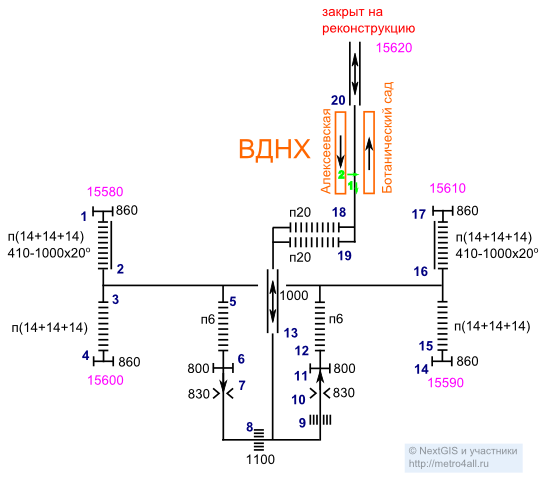 закрыт на
реконструкцию
15620
20
Алексеевская
Ботанический сад
ВДНХ
2
1)
15580
1
860
п(14+14+14)
410-1000x20º
2
15610
17
860
п(14+14+14)
410-1000x20º
16
п20
18
п20
19
3
п(14+14+14)
4
860
15600
5
п6
6
800
7
830
1000
13
п6
12
11
800
10
830
9
8
1100
п(14+14+14)
15
14
860
15590
© NextGIS и участники
http://metro4all.ru